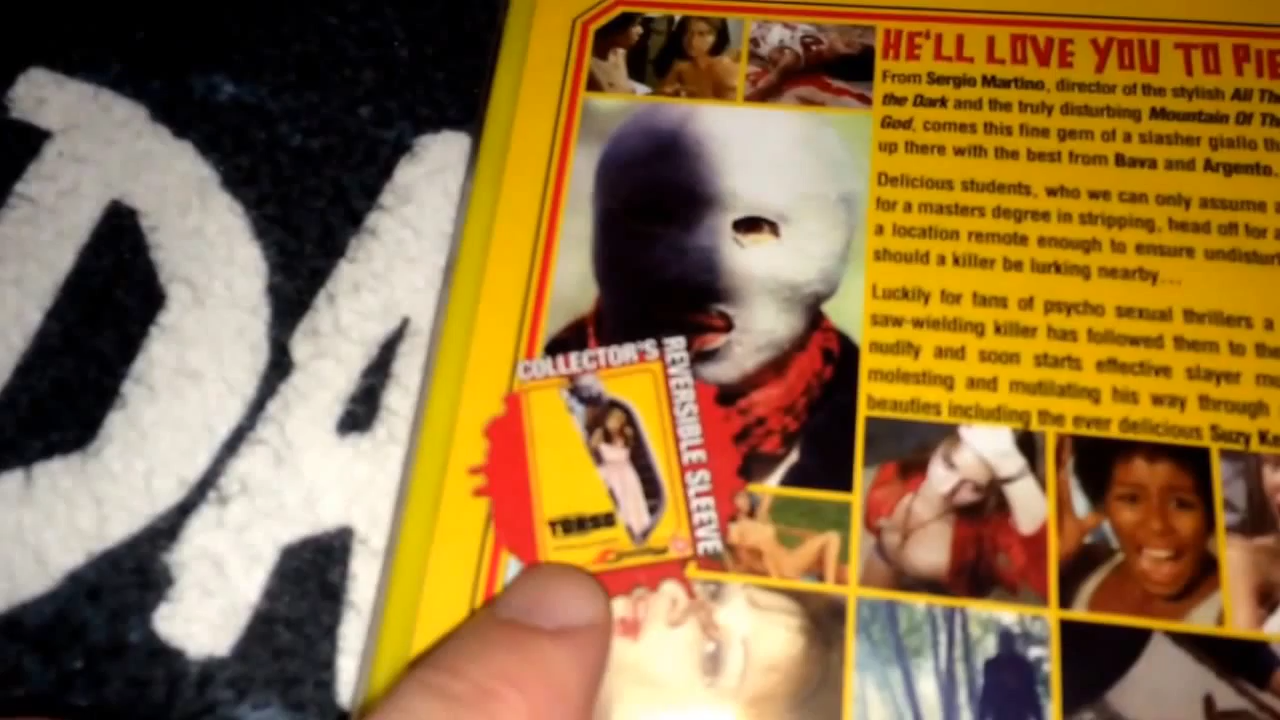 DA
HE'LL LOVE YOU TO PIE
From Sergio Martino, director of the stylish All Th
the Dark and the truly disturbing Mountain Of Th
God, comes this fine gem of a slasher giallo th
up there with the best from Bava and Argento.
Delicious students, who we can only assume a
for a masters degree in stripping, head off for a
a location remote enough to ensure undisturb
should a killer be lurking nearby...
Luckily for fans of psycho sexual thrillers a
saw-wielding killer has followed them to the
nudity and soon starts effective slayer m
molesting and mutilating his way through
beauties including the ever delicious Suzy Ke
COLLECTOR'S
REVERSIBLE SLEEVE
TORSO